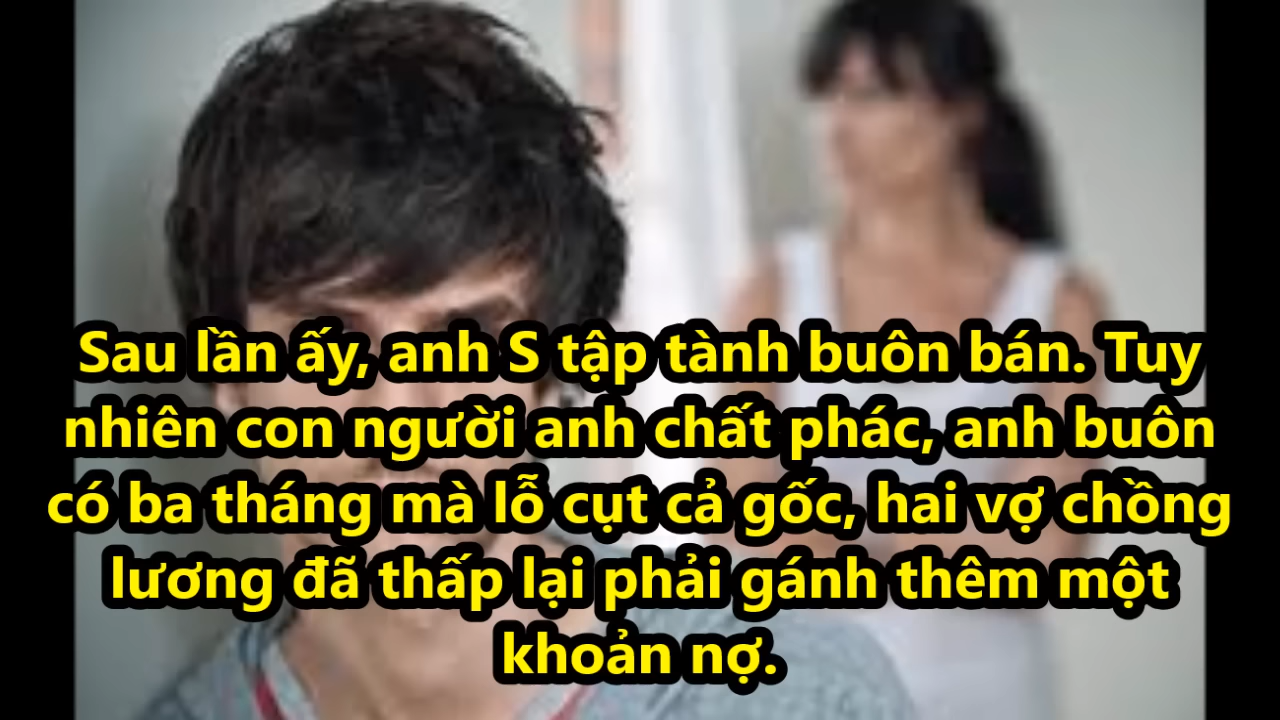 Sau lần ấy, anh S tập tành buôn bán. Tuy
nhiên con người anh chất phác, anh buôn
có ba tháng mà lỗ cụt cả gốc, hai vợ chồng
lương đã thấp lại phải gánh thêm một
khoản nợ.